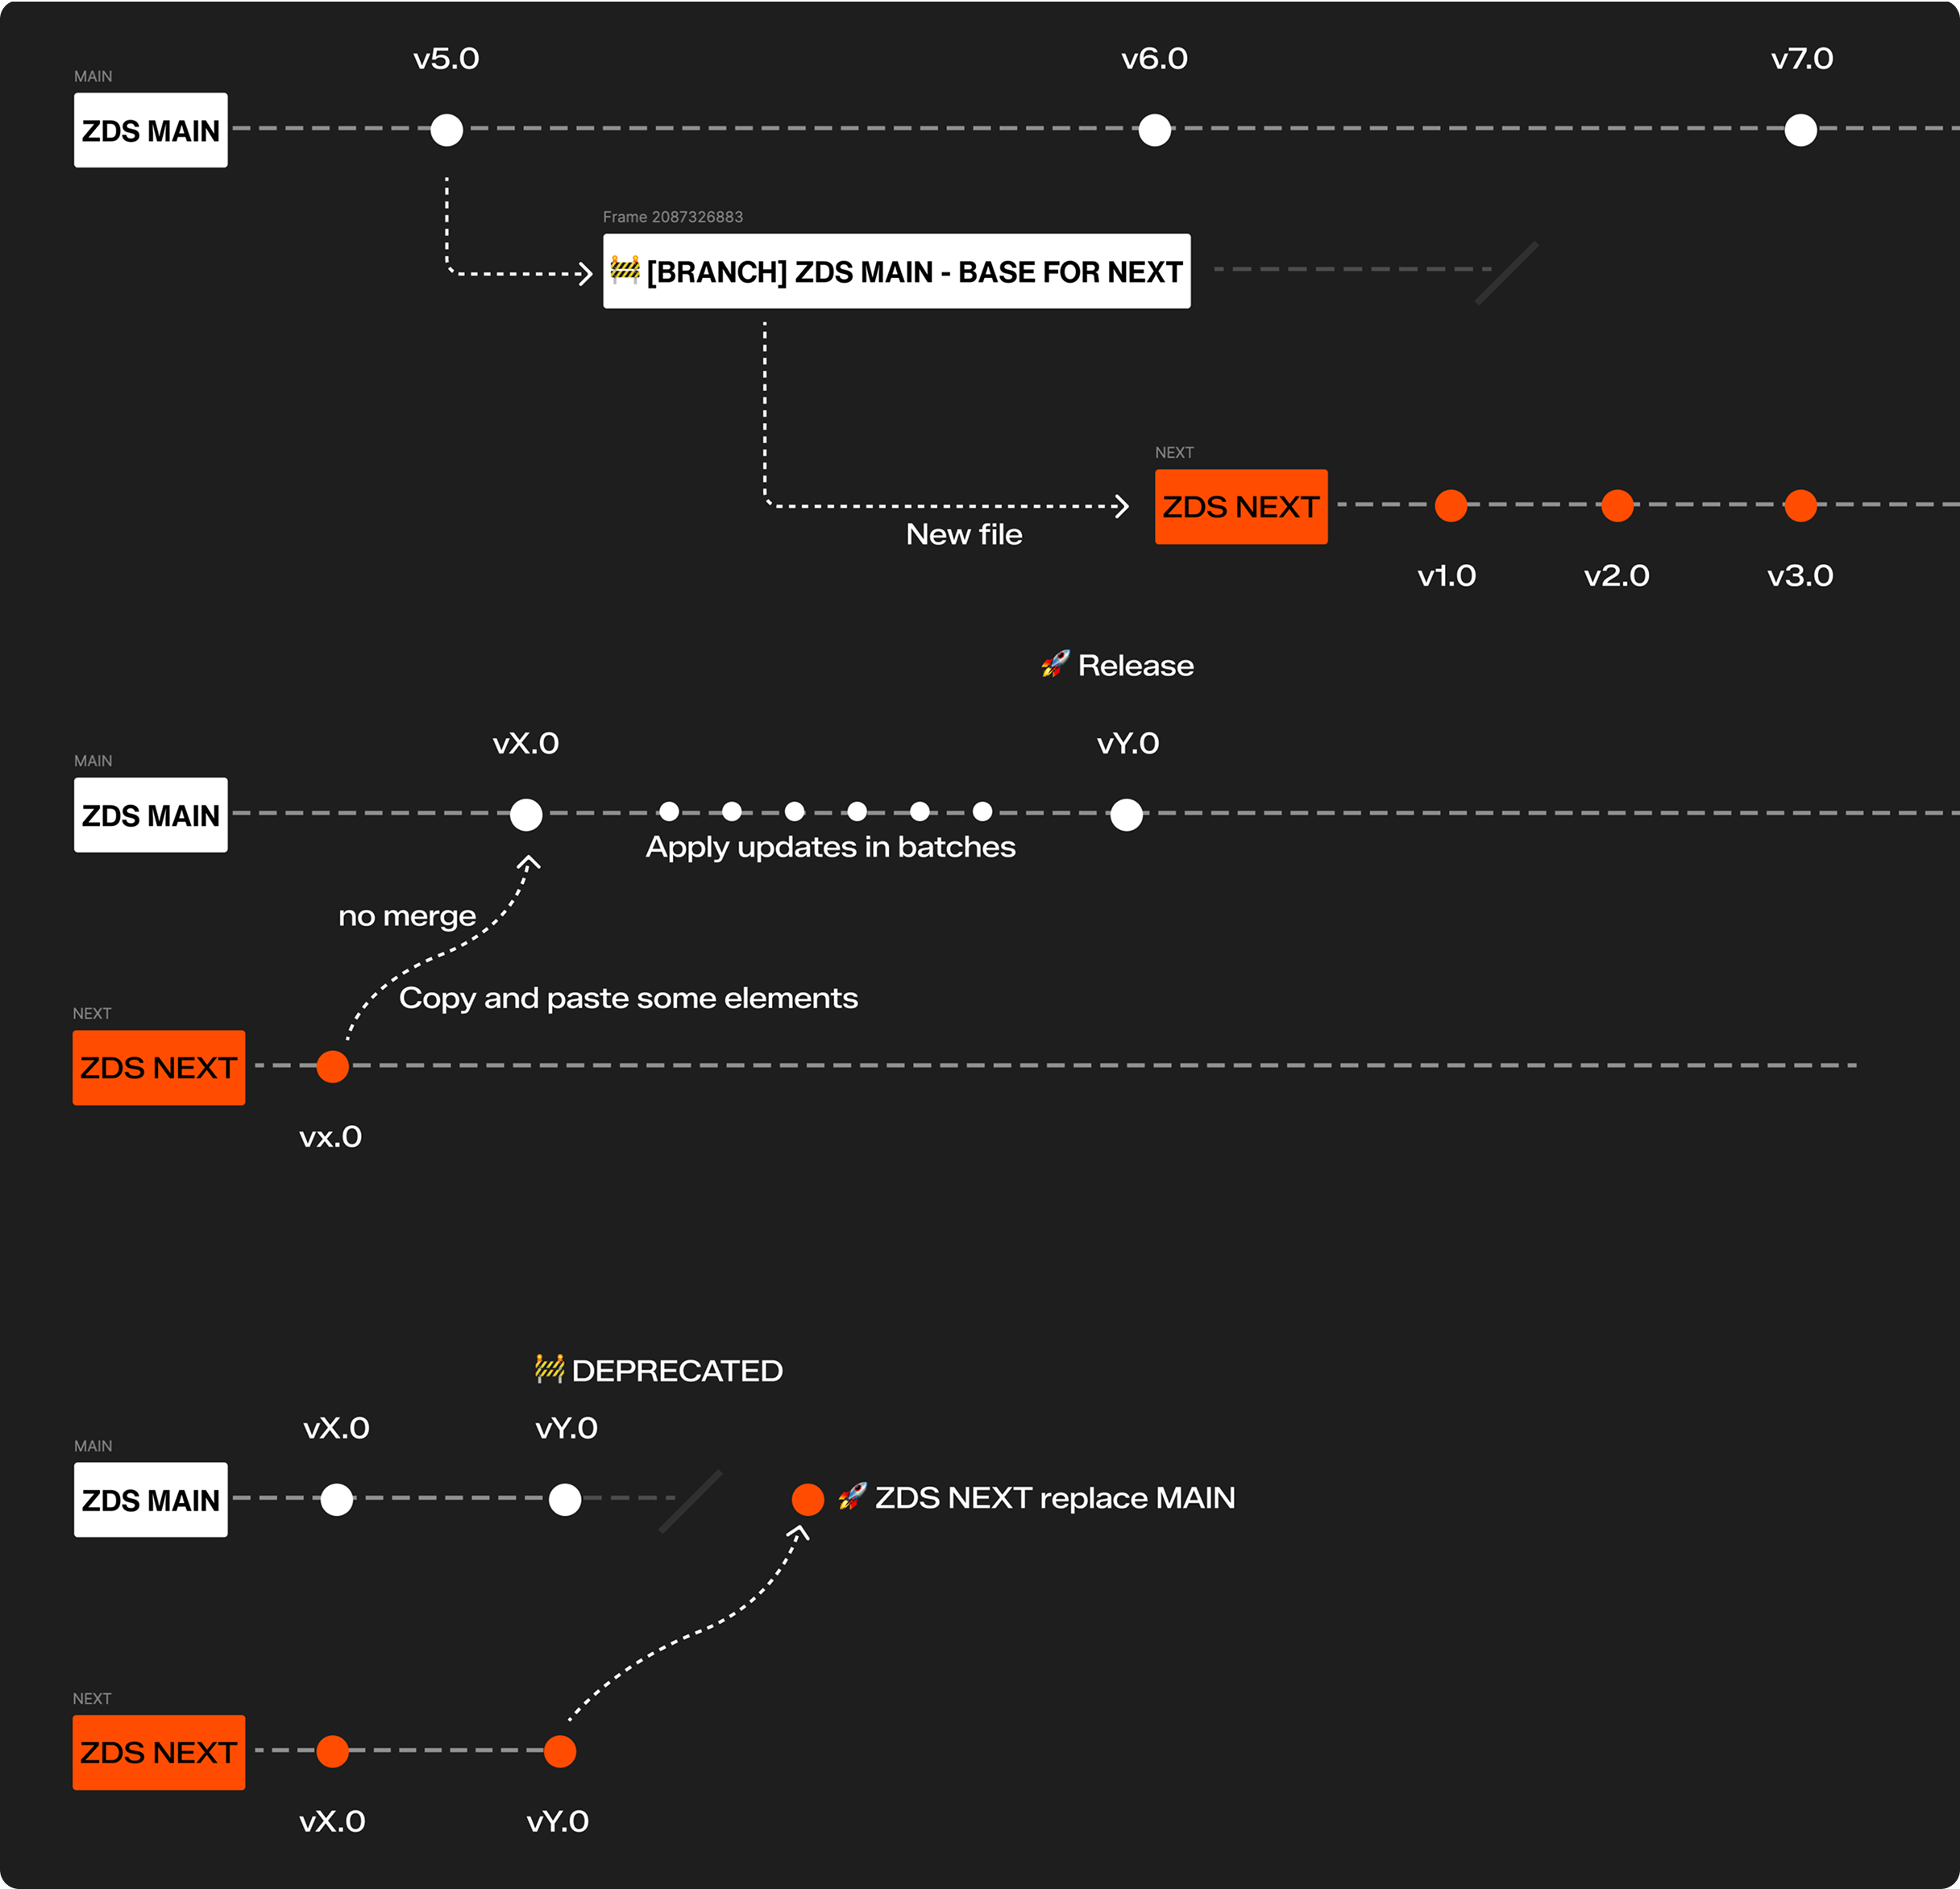 v5.0
v6.0
v7.0
MAIN
ZDS MAIN
Frame 2087326883
🚧 [BRANCH] ZDS MAIN - BASE FOR NEXT
NEXT
ZDS NEXT
New file
v1.0
v2.0
v3.0
🚀 Release
vX.0
vY.0
MAIN
ZDS MAIN
Apply updates in batches
no merge
Copy and paste some elements
NEXT
ZDS NEXT
vx.0
🚧 DEPRECATED
vX.0
vY.0
MAIN
ZDS MAIN
🚀 ZDS NEXT replace MAIN
NEXT
ZDS NEXT
vX.0
vY.0